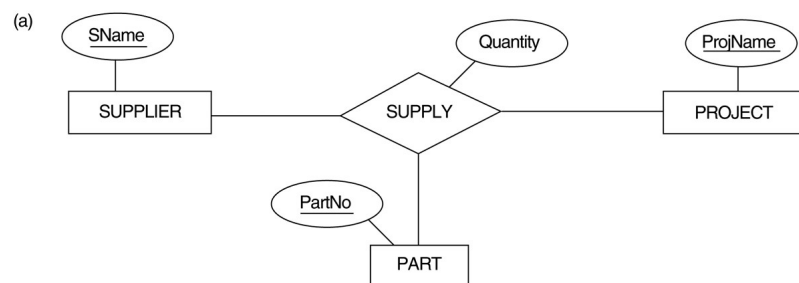 (a)
SName
Quantity
ProjName
SUPPLIER
SUPPLY
PROJECT
PartNo
PART